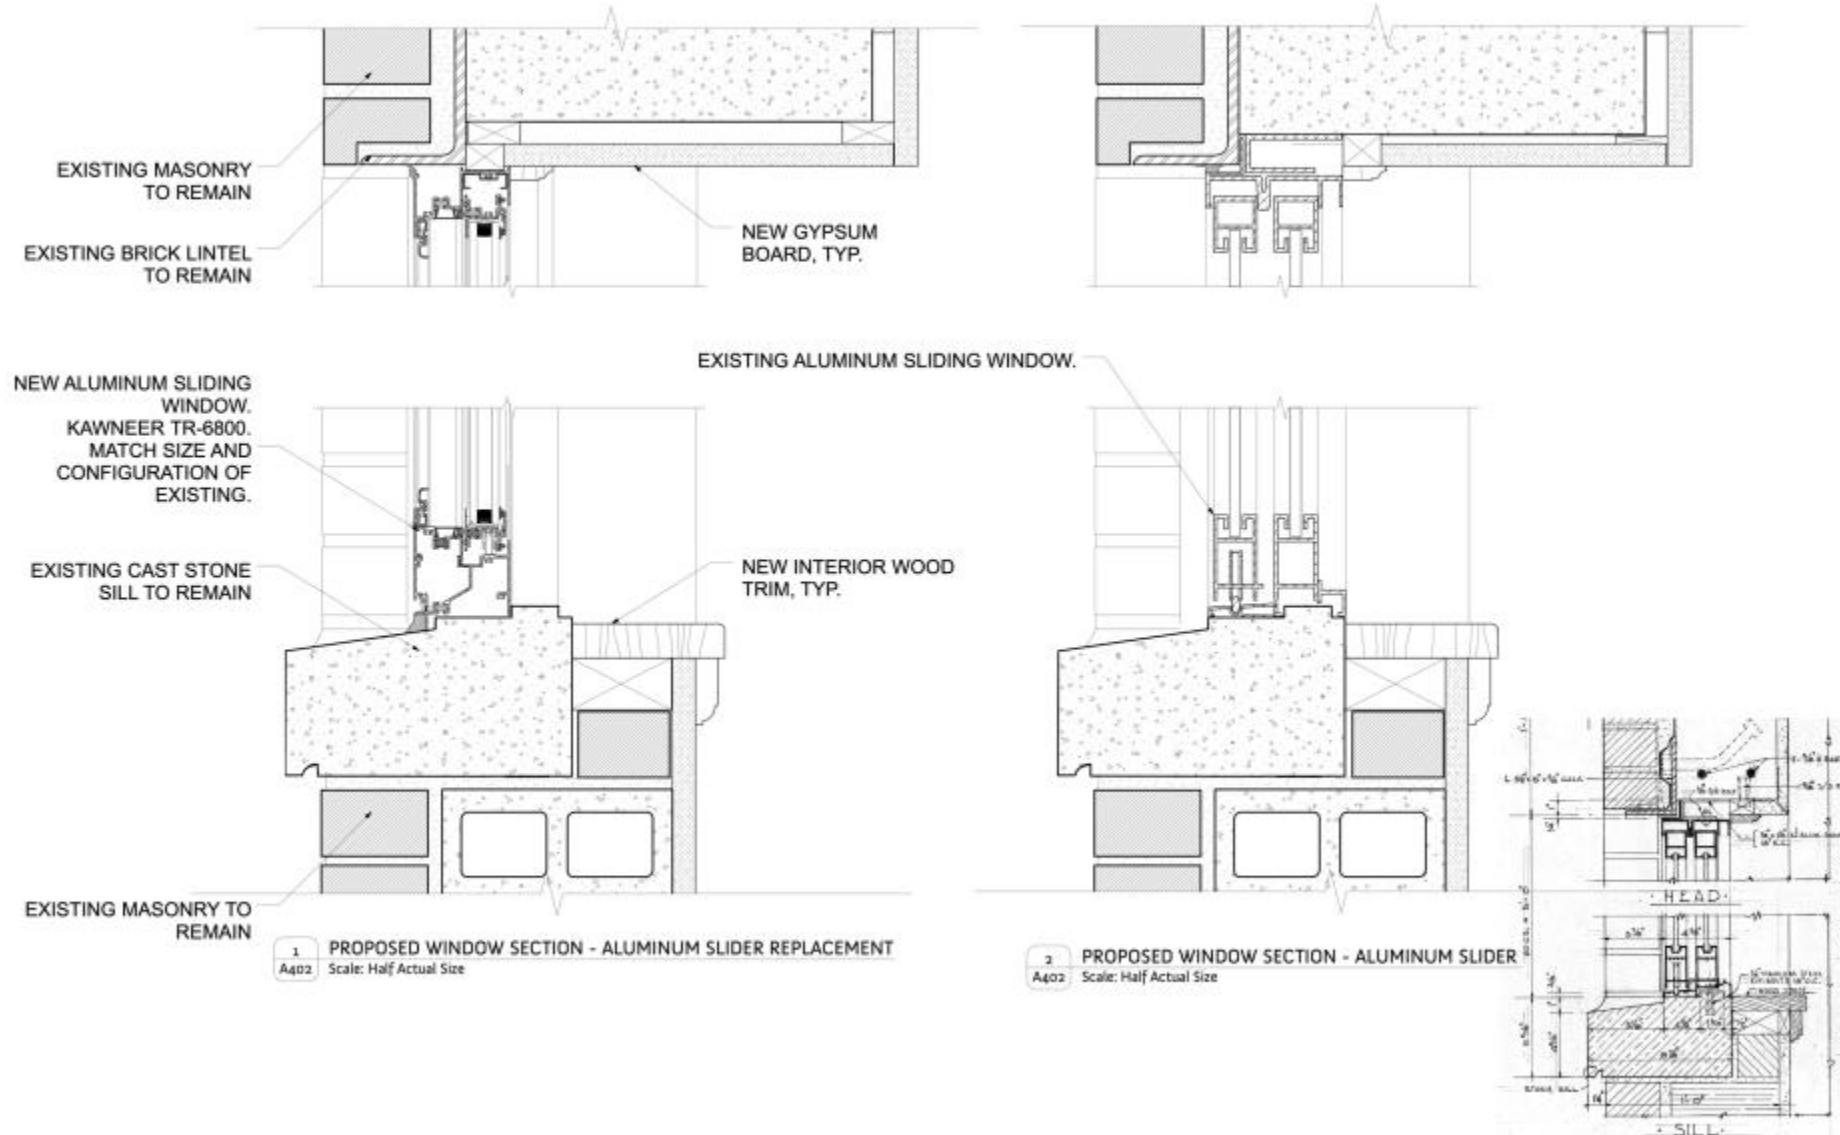 EXISTING MASONRY
TO REMAIN
EXISTING BRICK LINTEL
TO REMAIN
NEW GYPSUM
BOARD, TYP.
NEW ALUMINUM SLIDING
WINDOW.
KAWNEER TR-6800.
MATCH SIZE AND
CONFIGURATION OF
EXISTING.
EXISTING CAST STONE
SILL TO REMAIN
NEW INTERIOR WOOD
TRIM, TYP.
EXISTING MASONRY TO
REMAIN
1
A402
PROPOSED WINDOW SECTION - ALUMINUM SLIDER REPLACEMENT
Scale: Half Actual Size
EXISTING ALUMINUM SLIDING WINDOW.
2
A402
PROPOSED WINDOW SECTION - ALUMINUM SLIDER
Scale: Half Actual Size
· HEAD ·
1'-0"
· SILL ·